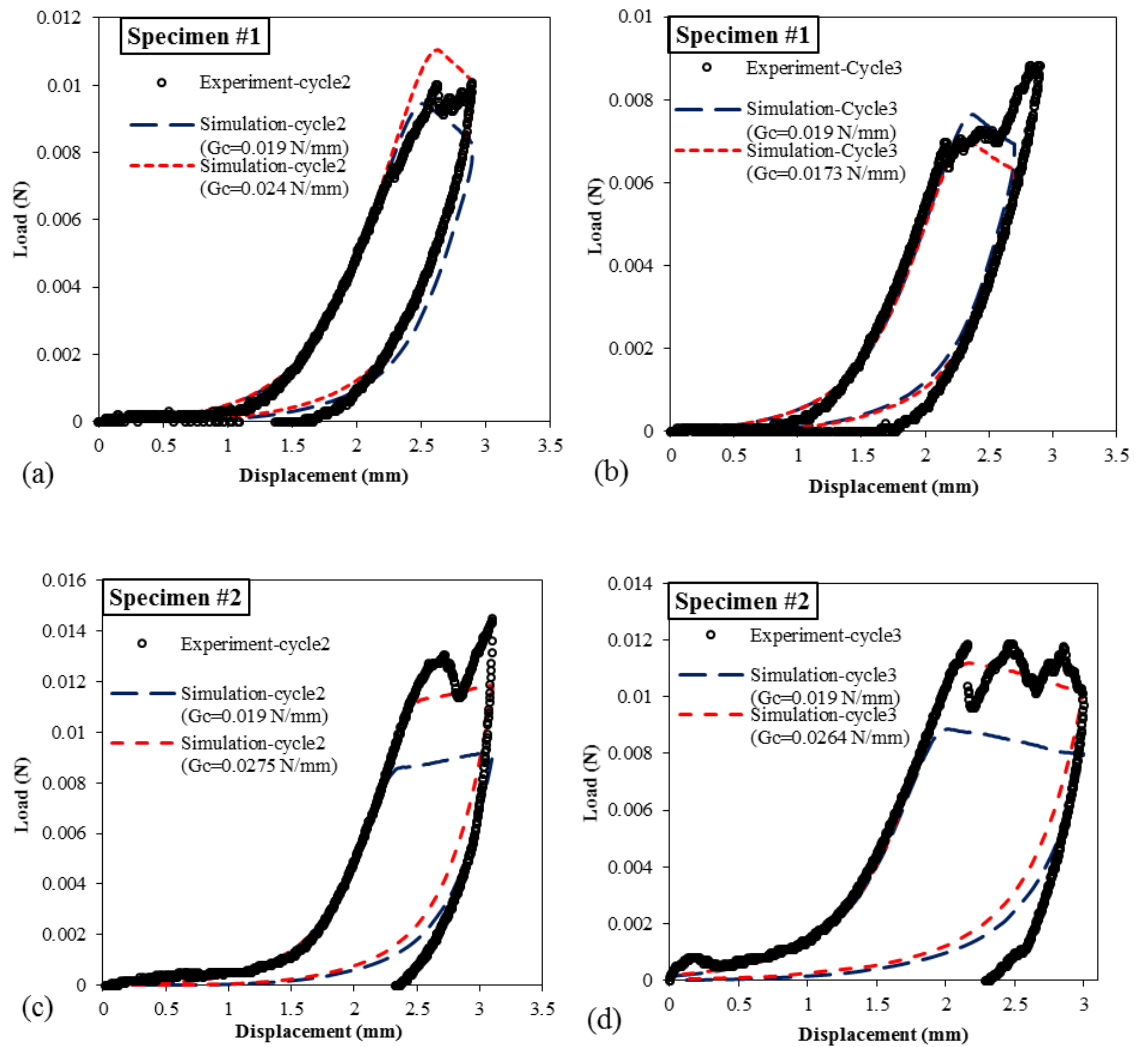 Specimen #1
Experiment-cycle2
Simulation-cycle2
(Gc=0.019 N/mm)
Simulation-cycle2
(Gc=0.024 N/mm)
Load (N)
0.012
0.01
0.008
0.006
0.004
0.002
0
0 0.5 1 1.5 2 2.5 3 3.5
Displacement (mm)
(a)
Specimen #1
Experiment-Cycle3
Simulation-Cycle3
(Gc=0.019 N/mm)
Simulation-Cycle3
(Gc=0.0173 N/mm)
Load (N)
0.01
0.008
0.006
0.004
0.002
0
0 0.5 1 1.5 2 2.5 3 3.5
Displacement (mm)
(b)
Specimen #2
Experiment-cycle2
Simulation-cycle2
(Gc=0.019 N/mm)
Simulation-cycle2
(Gc=0.0275 N/mm)
Load (N)
0.016
0.014
0.012
0.01
0.008
0.006
0.004
0.002
0
0 0.5 1 1.5 2 2.5 3 3.5
Displacement (mm)
(c)
Specimen #2
Experiment-cycle3
Simulation-cycle3
(Gc=0.019 N/mm)
Simulation-cycle3
(Gc=0.0264 N/mm)
Load (N)
0.014
0.012
0.01
0.008
0.006
0.004
0.002
0
0 0.5 1 1.5 2 2.5 3
Displacement (mm)
(d)